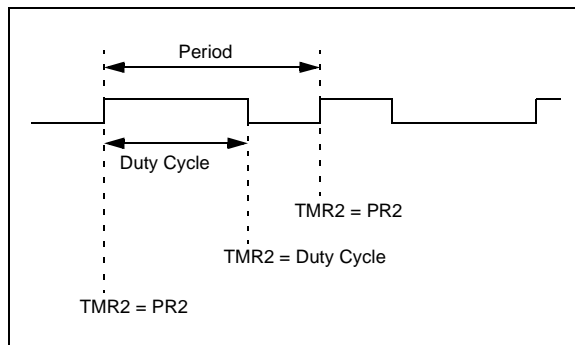 Period
Duty Cycle
TMR2 = PR2
TMR2 = Duty Cycle
TMR2 = PR2